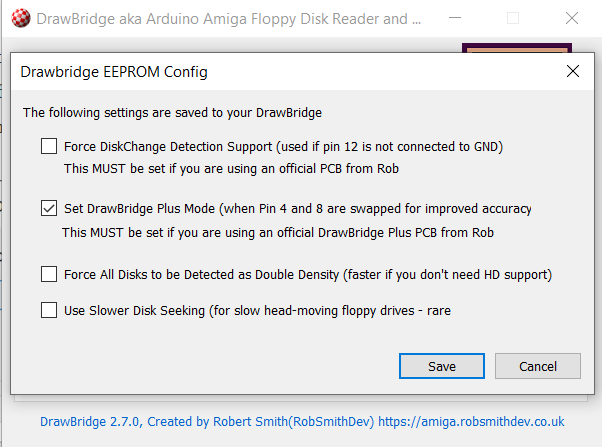 DrawBridge aka Arduino Amiga Floppy Disk Reader and ...
Drawbridge EEPROM Config
The following settings are saved to your DrawBridge
Force DiskChange Detection Support (used if pin 12 is not connected to GND)
This MUST be set if you are using an official PCB from Rob
Set DrawBridge Plus Mode (when Pin 4 and 8 are swapped for improved accuracy
This MUST be set if you are using an official DrawBridge Plus PCB from Rob
Force All Disks to be Detected as Double Density (faster if you don't need HD support)
Use Slower Disk Seeking (for slow head-moving floppy drives - rare
Save Cancel
DrawBridge 2.7.0, Created by Robert Smith(RobSmithDev) https://amiga.robsmithdev.co.uk